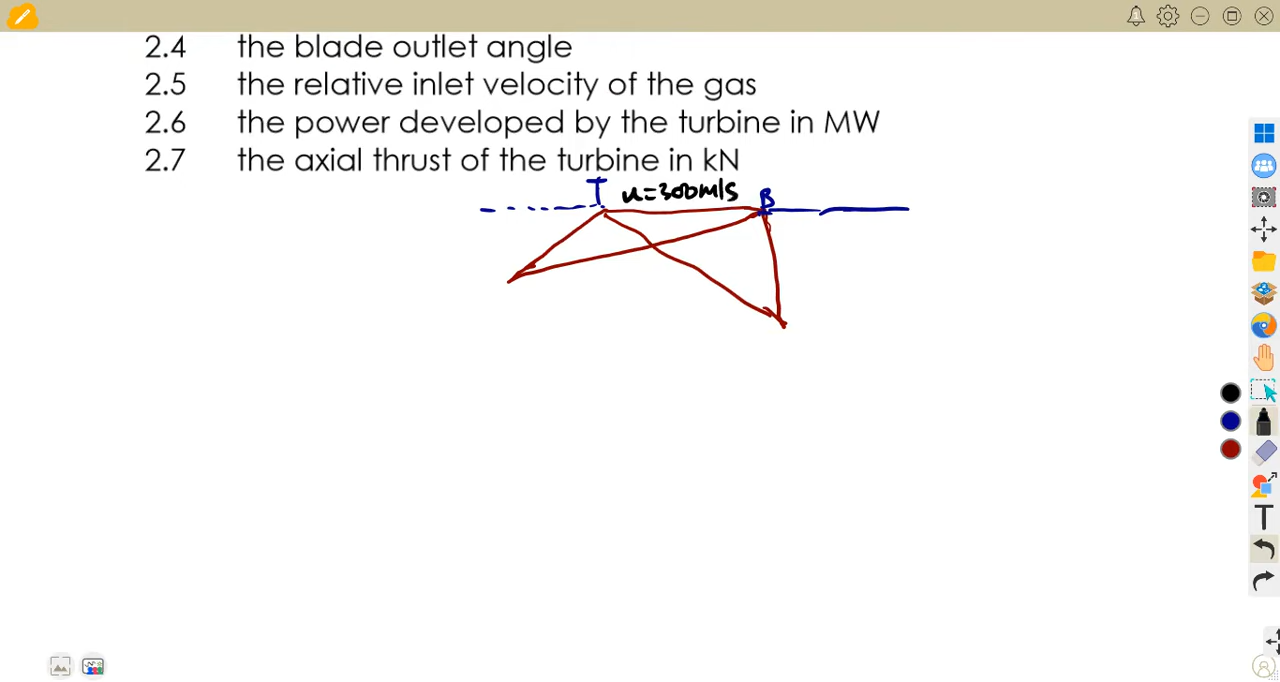 2.4 the blade outlet angle
2.5 the relative inlet velocity of the gas
2.6 the power developed by the turbine in MW
2.7 the axial thrust of the turbine in kN
T u=300m/s B
T